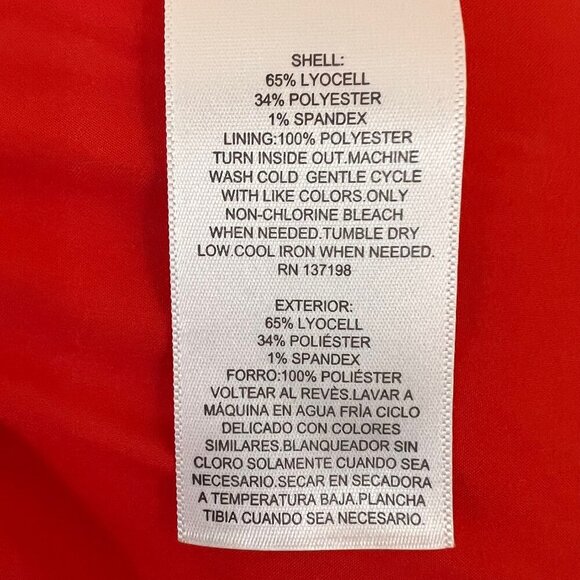 SHELL:
65% LYOCELL
34% POLYESTER
1% SPANDEX
LINING:100% POLYESTER
TURN INSIDE OUT.MACHINE
WASH COLD GENTLE CYCLE
WITH LIKE COLORS.ONLY
NON-CHLORINE BLEACH
WHEN NEEDED.TUMBLE DRY
LOW.COOL IRON WHEN NEEDED.
RN 137198
EXTERIOR:
65% LYOCELL
34% POLIÉSTER
1% SPANDEX
FORRO:100% POLIÉSTER
VOLTEAR AL REVÈS.LAVAR A
MÁQUINA EN AGUA FRÌA CICLO
DELICADO CON COLORES
SIMILARES.BLANQUEADOR SIN
CLORO SOLAMENTE CUANDO SEA
NECESARIO.SECAR EN SECADORA
A TEMPERATURA BAJA.PLANCHA
TIBIA CUANDO SEA NECESARIO.